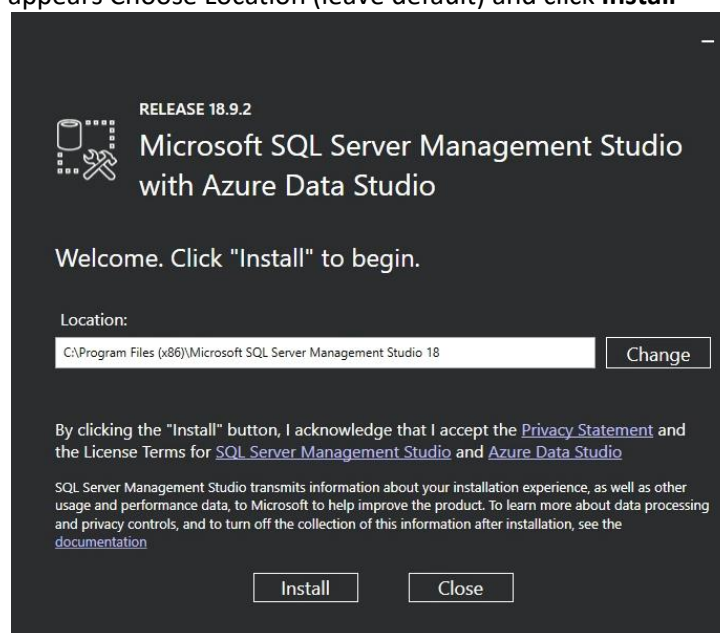 appears Choose Location (leave default) and click Install
RELEASE 18.9.2
Microsoft SQL Server Management Studio
with Azure Data Studio
Welcome. Click "Install" to begin.
Location:
C:\Program Files (x86)\Microsoft SQL Server Management Studio 18
Change
By clicking the "Install" button, I acknowledge that I accept the Privacy Statement and
the License Terms for SQL Server Management Studio and Azure Data Studio
SQL Server Management Studio transmits information about your installation experience, as well as other
usage and performance data, to Microsoft to help improve the product. To learn more about data processing
and privacy controls, and to turn off the collection of this information after installation, see the
documentation
Install Close